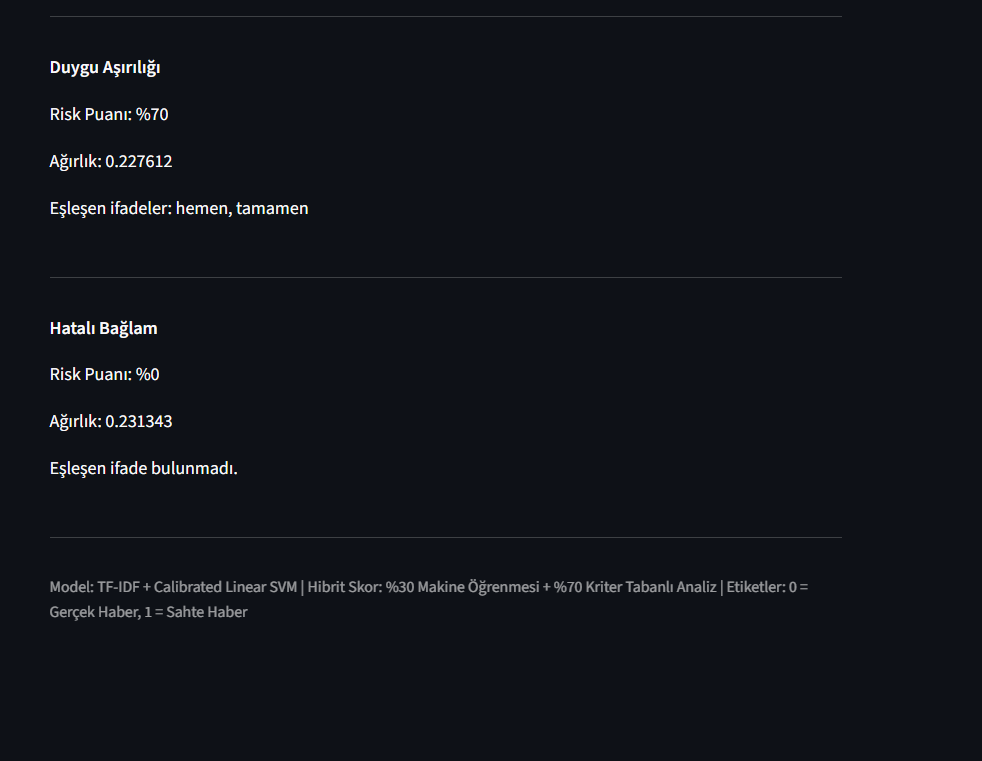 Duygu Aşırılığı
Risk Puanı: %70
Ağırlık: 0.227612
Eşleşen ifadeler: hemen, tamamen
Hatalı Bağlam
Risk Puanı: %0
Ağırlık: 0.231343
Eşleşen ifade bulunmadı.
Model: TF-IDF + Calibrated Linear SVM | Hibrit Skor: %30 Makine Öğrenmesi + %70 Kriter Tabanlı Analiz | Etiketler: 0 =
Gerçek Haber, 1 = Sahte Haber